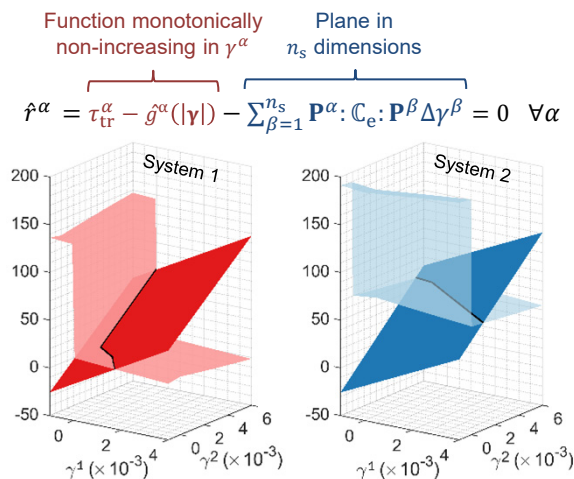 Function monotonically non-increasing in γ^α
Plane in n_s dimensions
r̂^α = τ_tr^α − ĝ^α(|γ|) − ∑_{β=1}^{n_s} P^α : ℂ_e : P^β Δγ^β = 0 ∀α
System 1
200
150
100
50
0
-50
0
2
4
γ^1 (× 10^-3)
0
2
4
6
γ^2 (× 10^-3)
System 2
200
150
100
50
0
-50
0
2
4
γ^1 (× 10^-3)
0
2
4
6
γ^2 (× 10^-3)